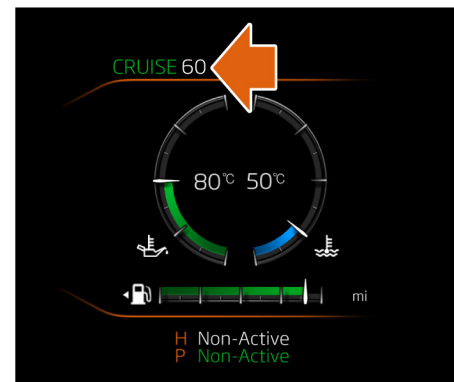 CRUISE 60
80°C 50°C
mi
H Non-Active
P Non-Active